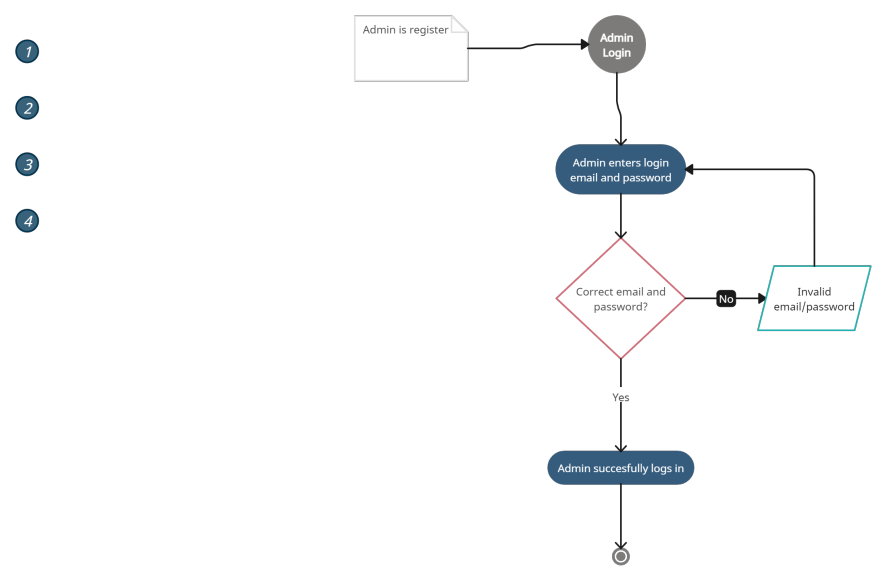 1
2
3
4
Admin is register
Admin
Login
Admin enters login
email and password
Correct email and
password?
No
Invalid
email/password
Yes
Admin succesfully logs in